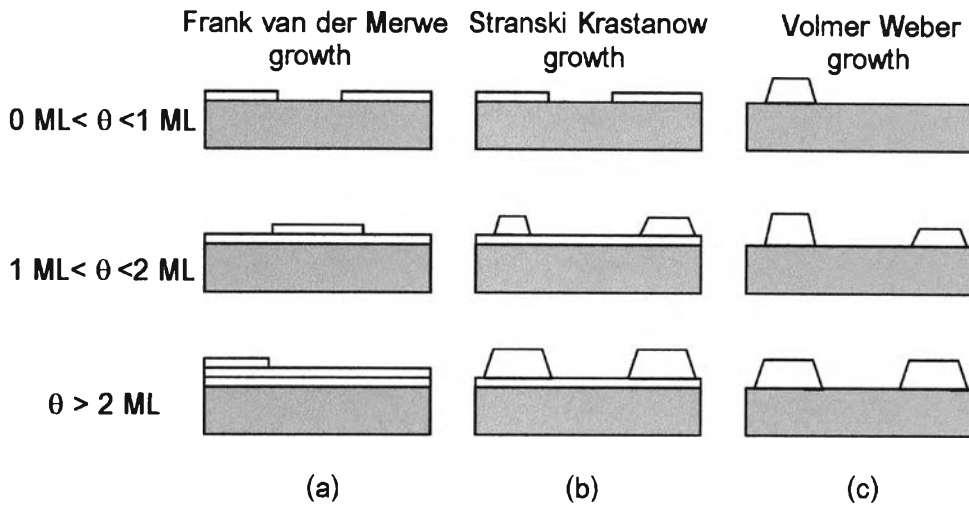 Frank van der Merwe
growth
Stranski Krastanow
growth
Volmer Weber
growth
0 ML< θ <1 ML
1 ML< θ <2 ML
θ > 2 ML
(a)
(b)
(c)